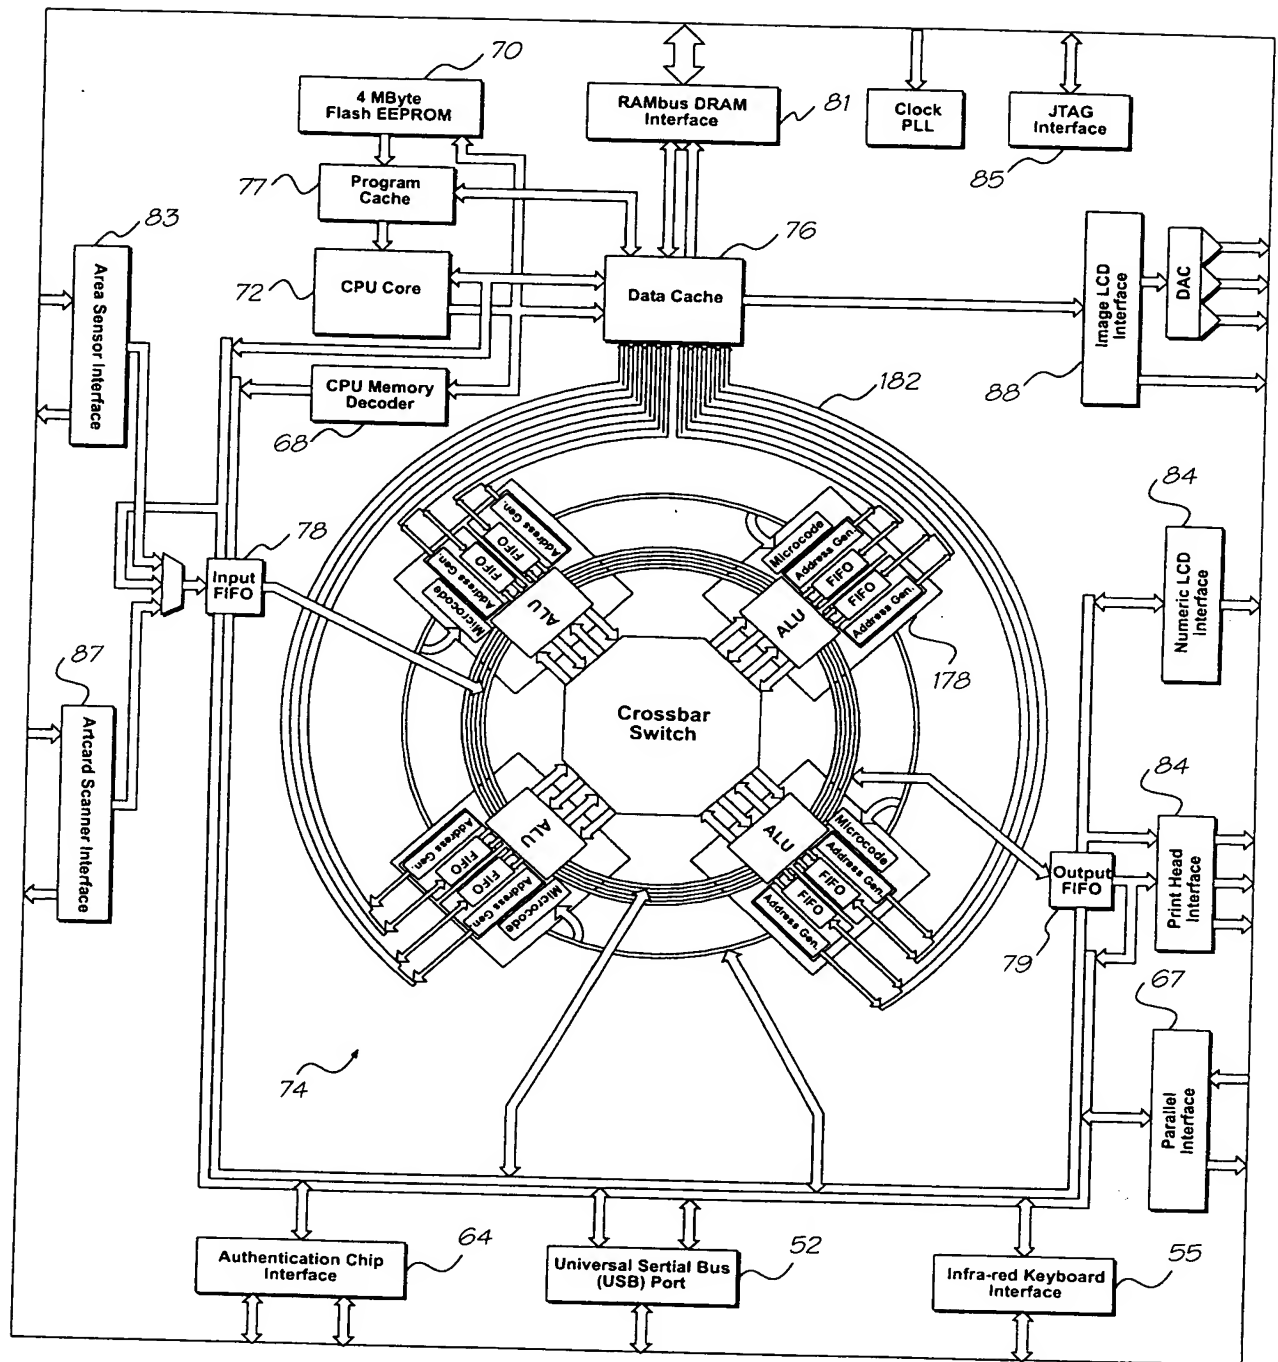 70
4 MByte
Flash EEPROM
RAMbus DRAM
Interface
81
Clock
PLL
JTAG
Interface
85
77
Program
Cache
83
Area Sensor Interface
76
72
CPU Core
Data Cache
Image LCD
Interface
DAC
88
CPU Memory
Decoder
68
182
84
Numeric LCD
Interface
78
Input
FIFO
Address Gen.
FIFO
FIFO
Address Gen.
Microcode
ALU
Microcode
Address Gen.
FIFO
FIFO
Address Gen.
ALU
178
87
Artcard Scanner Interface
Crossbar
Switch
ALU
Address Gen.
FIFO
FIFO
Address Gen.
Microcode
ALU
Microcode
Address Gen.
FIFO
FIFO
Address Gen.
84
Print Head
Interface
Output
FIFO
79
67
Parallel
Interface
74
Authentication Chip
Interface
64
Universal Sertial Bus
(USB) Port
52
Infra-red Keyboard
Interface
55